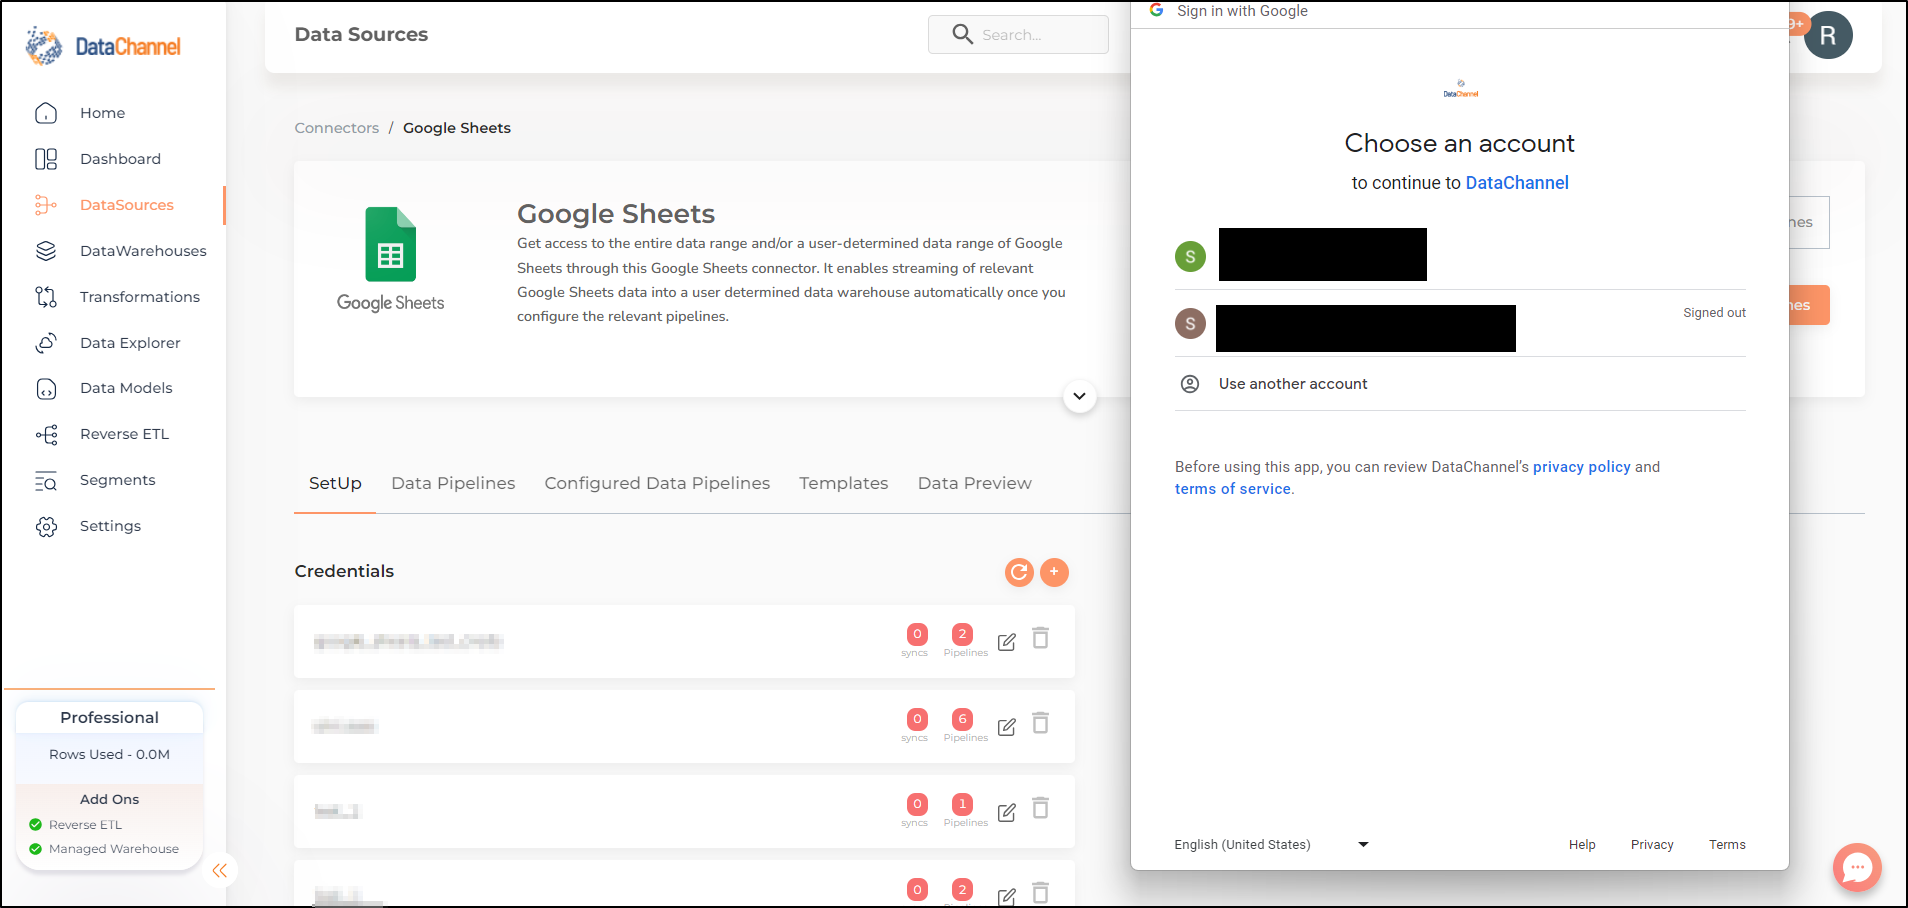 DataChannel
Home
Dashboard
DataSources
DataWarehouses
Transformations
Data Explorer
Data Models
Reverse ETL
Segments
Settings
Professional
Rows Used - 0.0M
Add Ons
Reverse ETL
Managed Warehouse
Data Sources
Search...
9+
R
Connectors / Google Sheets
Google Sheets
Google Sheets
Get access to the entire data range and/or a user-determined data range of Google
Sheets through this Google Sheets connector. It enables streaming of relevant
Google Sheets data into a user determined data warehouse automatically once you
configure the relevant pipelines.
nes
nes
SetUp Data Pipelines Configured Data Pipelines Templates Data Preview
Credentials
+
0 2
syncs Pipelines
0 6
syncs Pipelines
0 1
syncs Pipelines
0 2
Sign in with Google
DataChannel
Choose an account
to continue to DataChannel
S
S
Signed out
Use another account
Before using this app, you can review DataChannel's privacy policy and
terms of service.
English (United States)
Help Privacy Terms